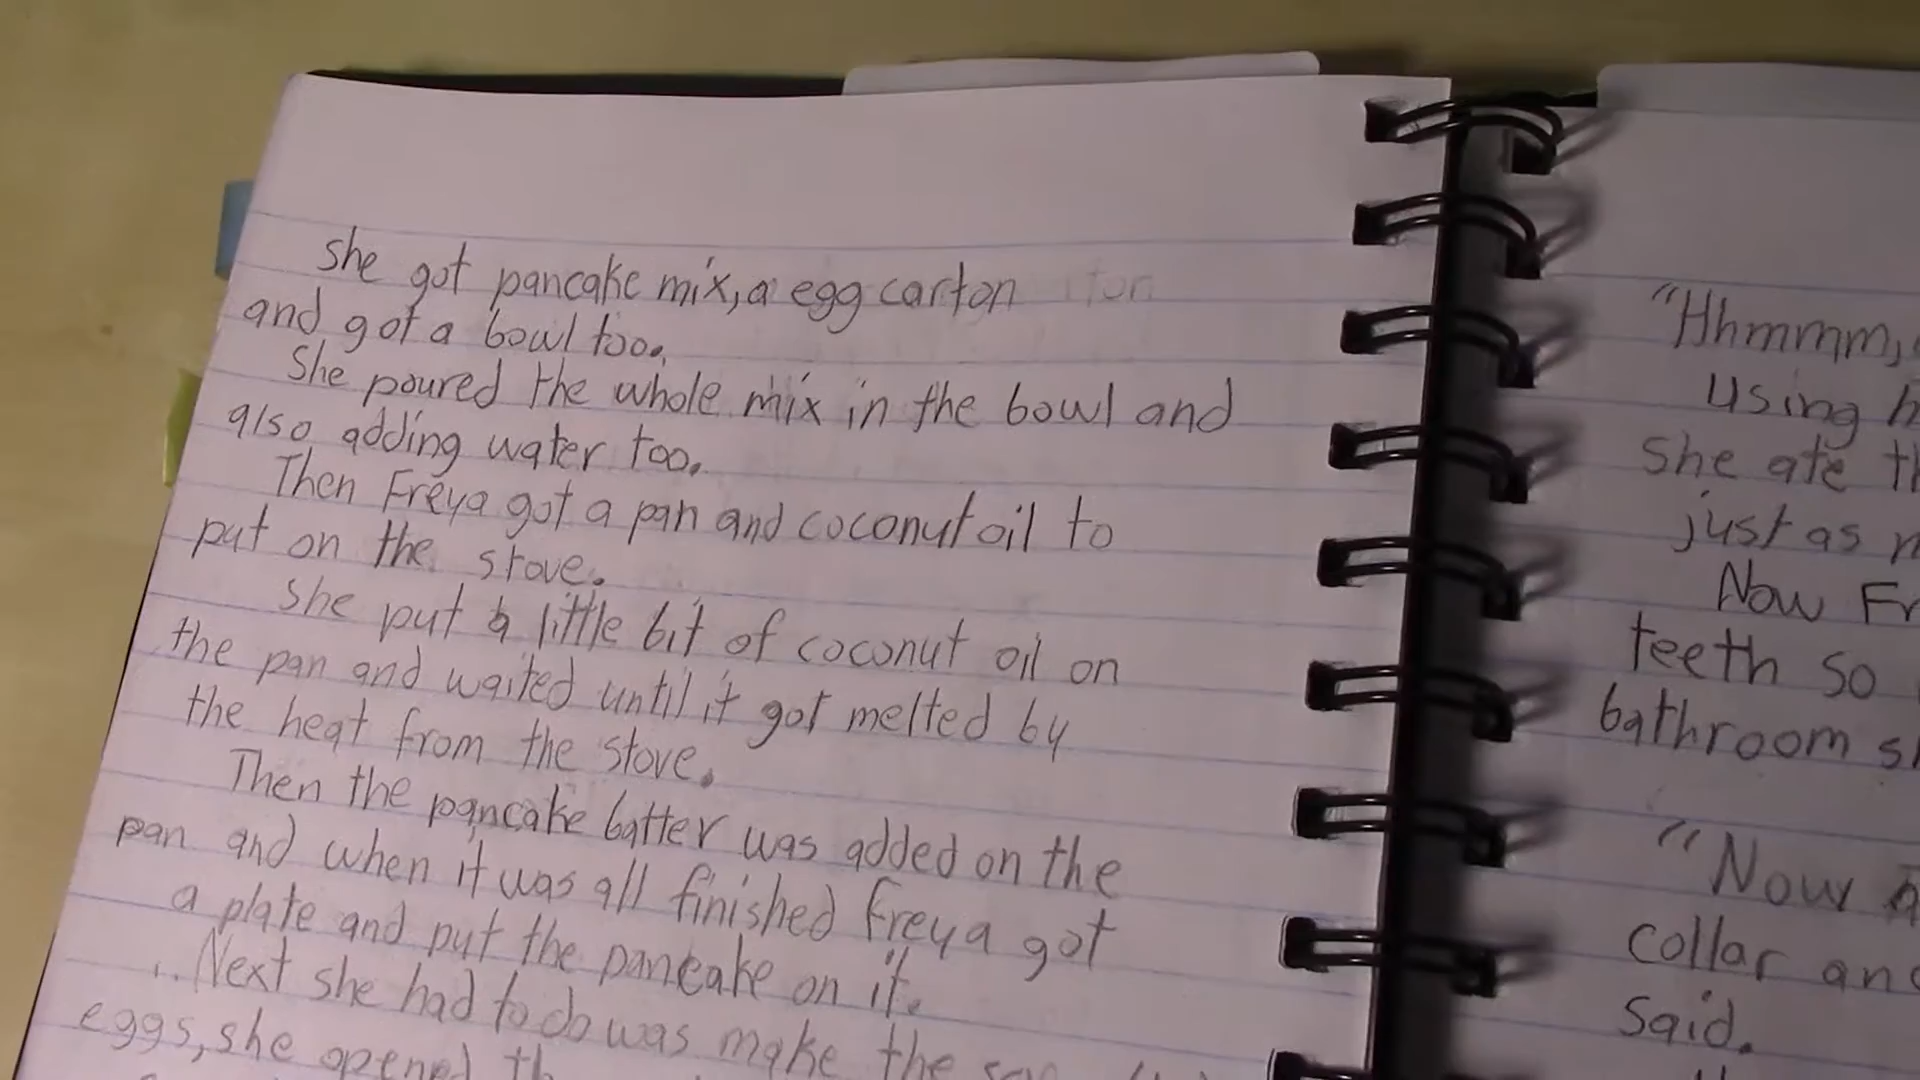 She got pancake mix, a egg carton
and got a bowl too.
She poured the whole mix in the bowl and
also adding water too.
Then Freya got a pan and coconut oil to
put on the stove.
She put a little bit of coconut oil on
the pan and waited until it got melted by
the heat from the stove.
Then the pancake batter was added on the
pan and when it was all finished Freya got
a plate and put the pancake on it.
Next she had to do was make the
eggs, she opened
"Hhmmm,
using
She ate
just as
Now
teeth so
bathroom
"Now
collar
said.